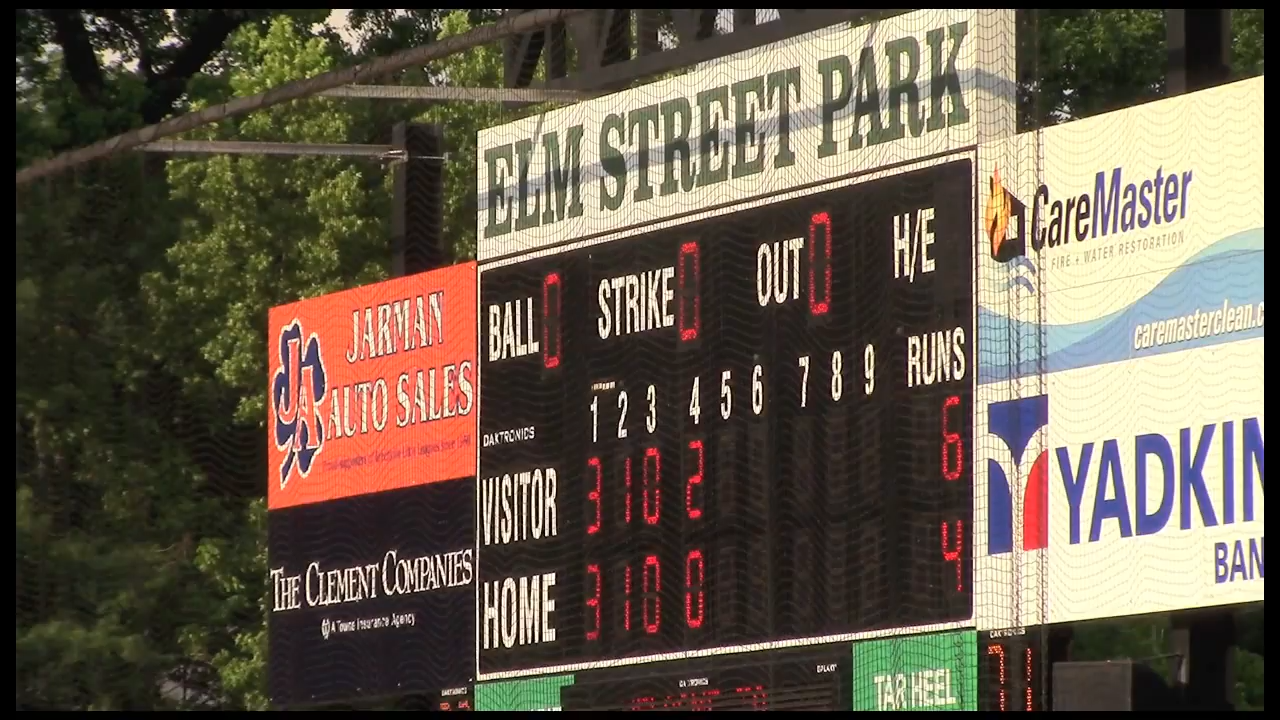 ELM STREET PARK
BALL 0 STRIKE 0 OUT 0 H/E
1 2 3 4 5 6 7 8 9 RUNS
DAKTRONICS
VISITOR 3 1 0 2 6
HOME 3 1 0 0 4
JARMAN
AUTO SALES
THE CLEMENT COMPANIES
A Towne Insurance Agency
CareMaster
FIRE + WATER RESTORATION
caremasterclean.c
YADKIN
BAN
TAR HEEL